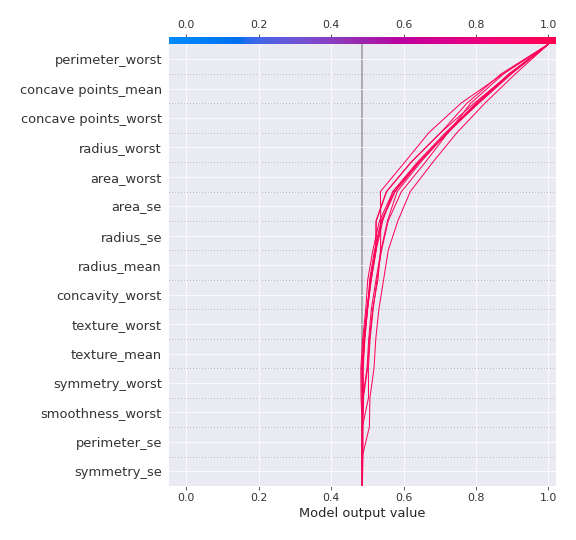 0.0 0.2 0.4 0.6 0.8 1.0
perimeter_worst
concave points_mean
concave points_worst
radius_worst
area_worst
area_se
radius_se
radius_mean
concavity_worst
texture_worst
texture_mean
symmetry_worst
smoothness_worst
perimeter_se
symmetry_se
0.0 0.2 0.4 0.6 0.8 1.0
Model output value